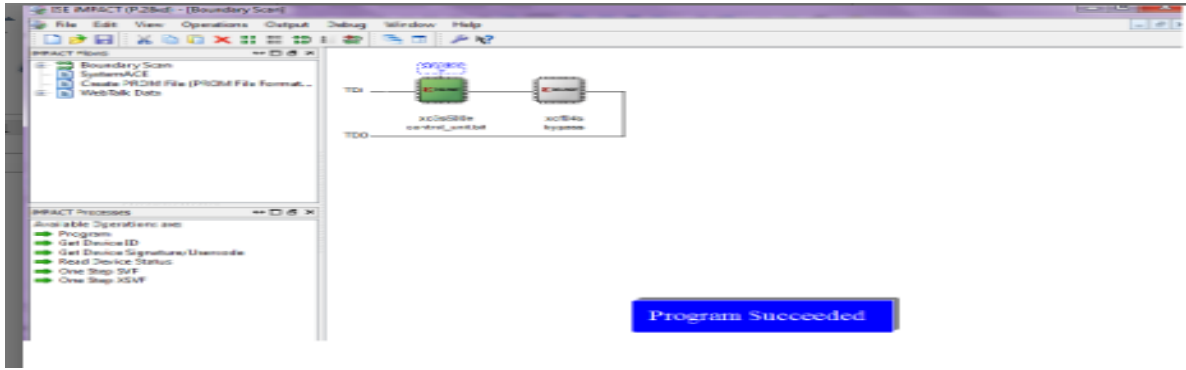 ISE iMPACT (P.28xd) - [Boundary Scan]
File Edit View Operations Output Debug Window Help
iMPACT Flows
Boundary Scan
SystemACE
Create PROM File (PROM File Format...
WebTalk Data
TDI
xc3s500e
xcf04s
control_unit.bit
bypass
TDO
iMPACT Processes
Available Operations are:
Program
Get Device ID
Get Device Signature/Usercode
Read Device Status
One Step SVF
One Step XSVF
Program Succeeded